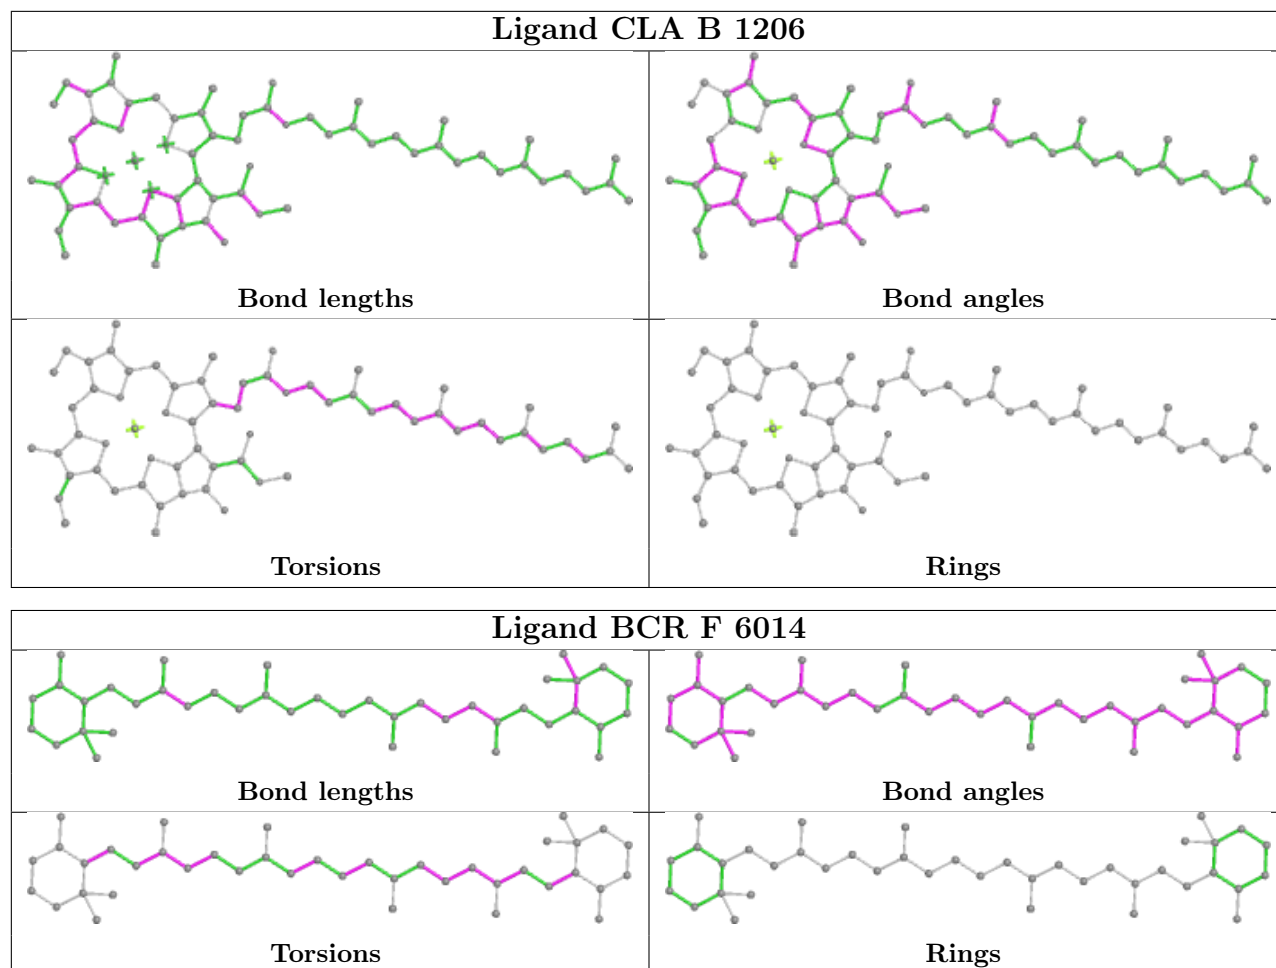 Ligand CLA B 1206
Bond lengths
Bond angles
Torsions
Rings
Ligand BCR F 6014
Bond lengths
Bond angles
Torsions
Rings